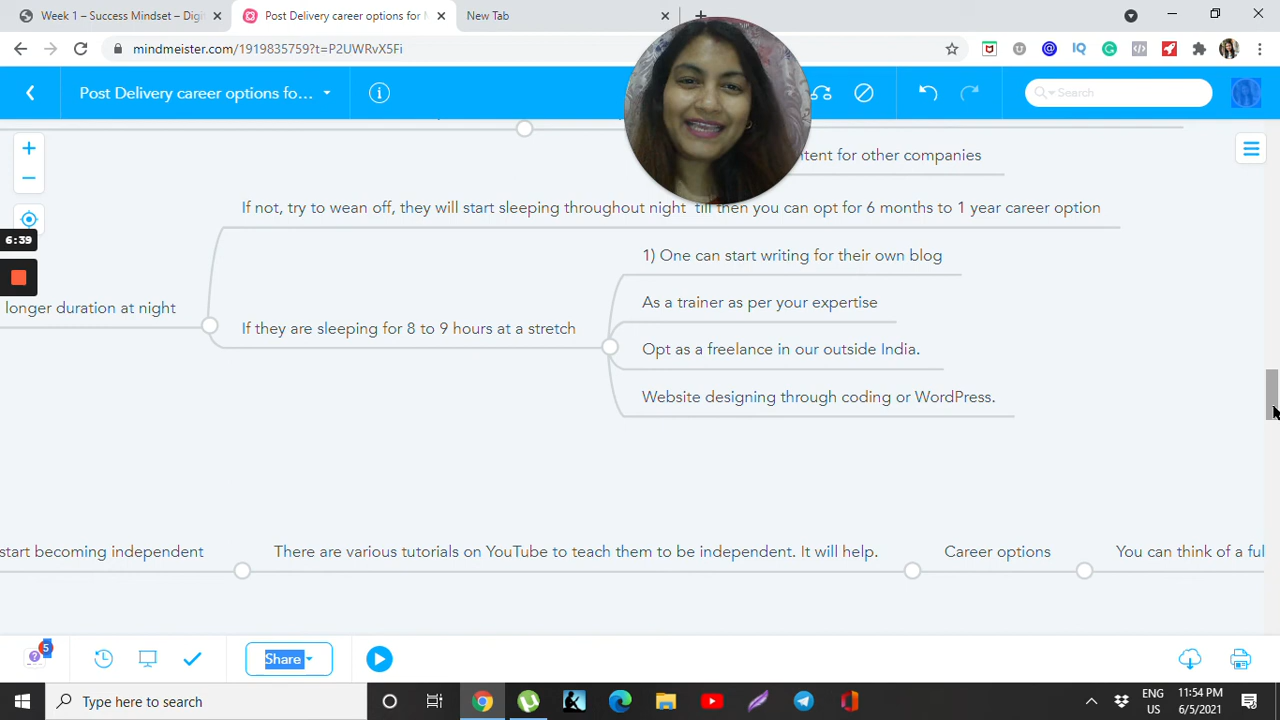 Week 1 – Success Mindset – Digi
Post Delivery career options for
New Tab
mindmeister.com/1919835759?t=P2UWRvX5Fi
Post Delivery career options fo...
Search
tent for other companies
If not, try to wean off, they will start sleeping throughout night till then you can opt for 6 months to 1 year career option
6:39
1) One can start writing for their own blog
longer duration at night
As a trainer as per your expertise
If they are sleeping for 8 to 9 hours at a stretch
Opt as a freelance in our outside India.
Website designing through coding or WordPress.
start becoming independent
There are various tutorials on YouTube to teach them to be independent. It will help.
Career options
You can think of a ful
5
Share
Type here to search
ENG
US
11:54 PM
6/5/2021